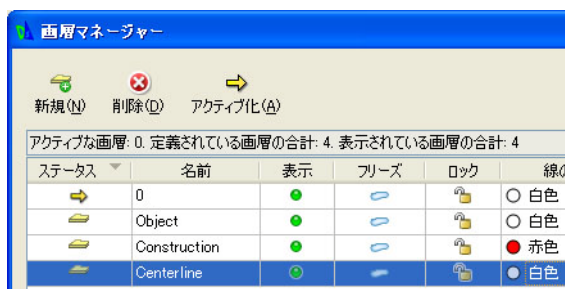 画層マネージャー
新規(N) 削除(D) アクティブ化(A)
アクティブな画層: 0. 定義されている画層の合計: 4. 表示されている画層の合計: 4
ステータス 名前 表示 フリーズ ロック 線の
0 白色
Object 白色
Construction 赤色
Centerline 白色